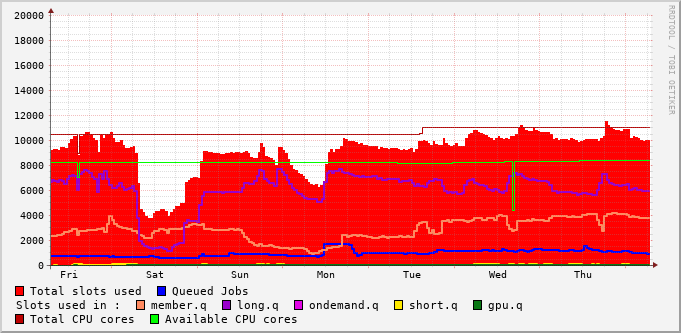 20000
18000
16000
14000
12000
10000
8000
6000
4000
2000
0
Fri Sat Sun Mon Tue Wed Thu
RRDTOOL / TOBI OETIKER
Total slots used Queued Jobs
Slots used in : member.q long.q ondemand.q short.q gpu.q
Total CPU cores Available CPU cores